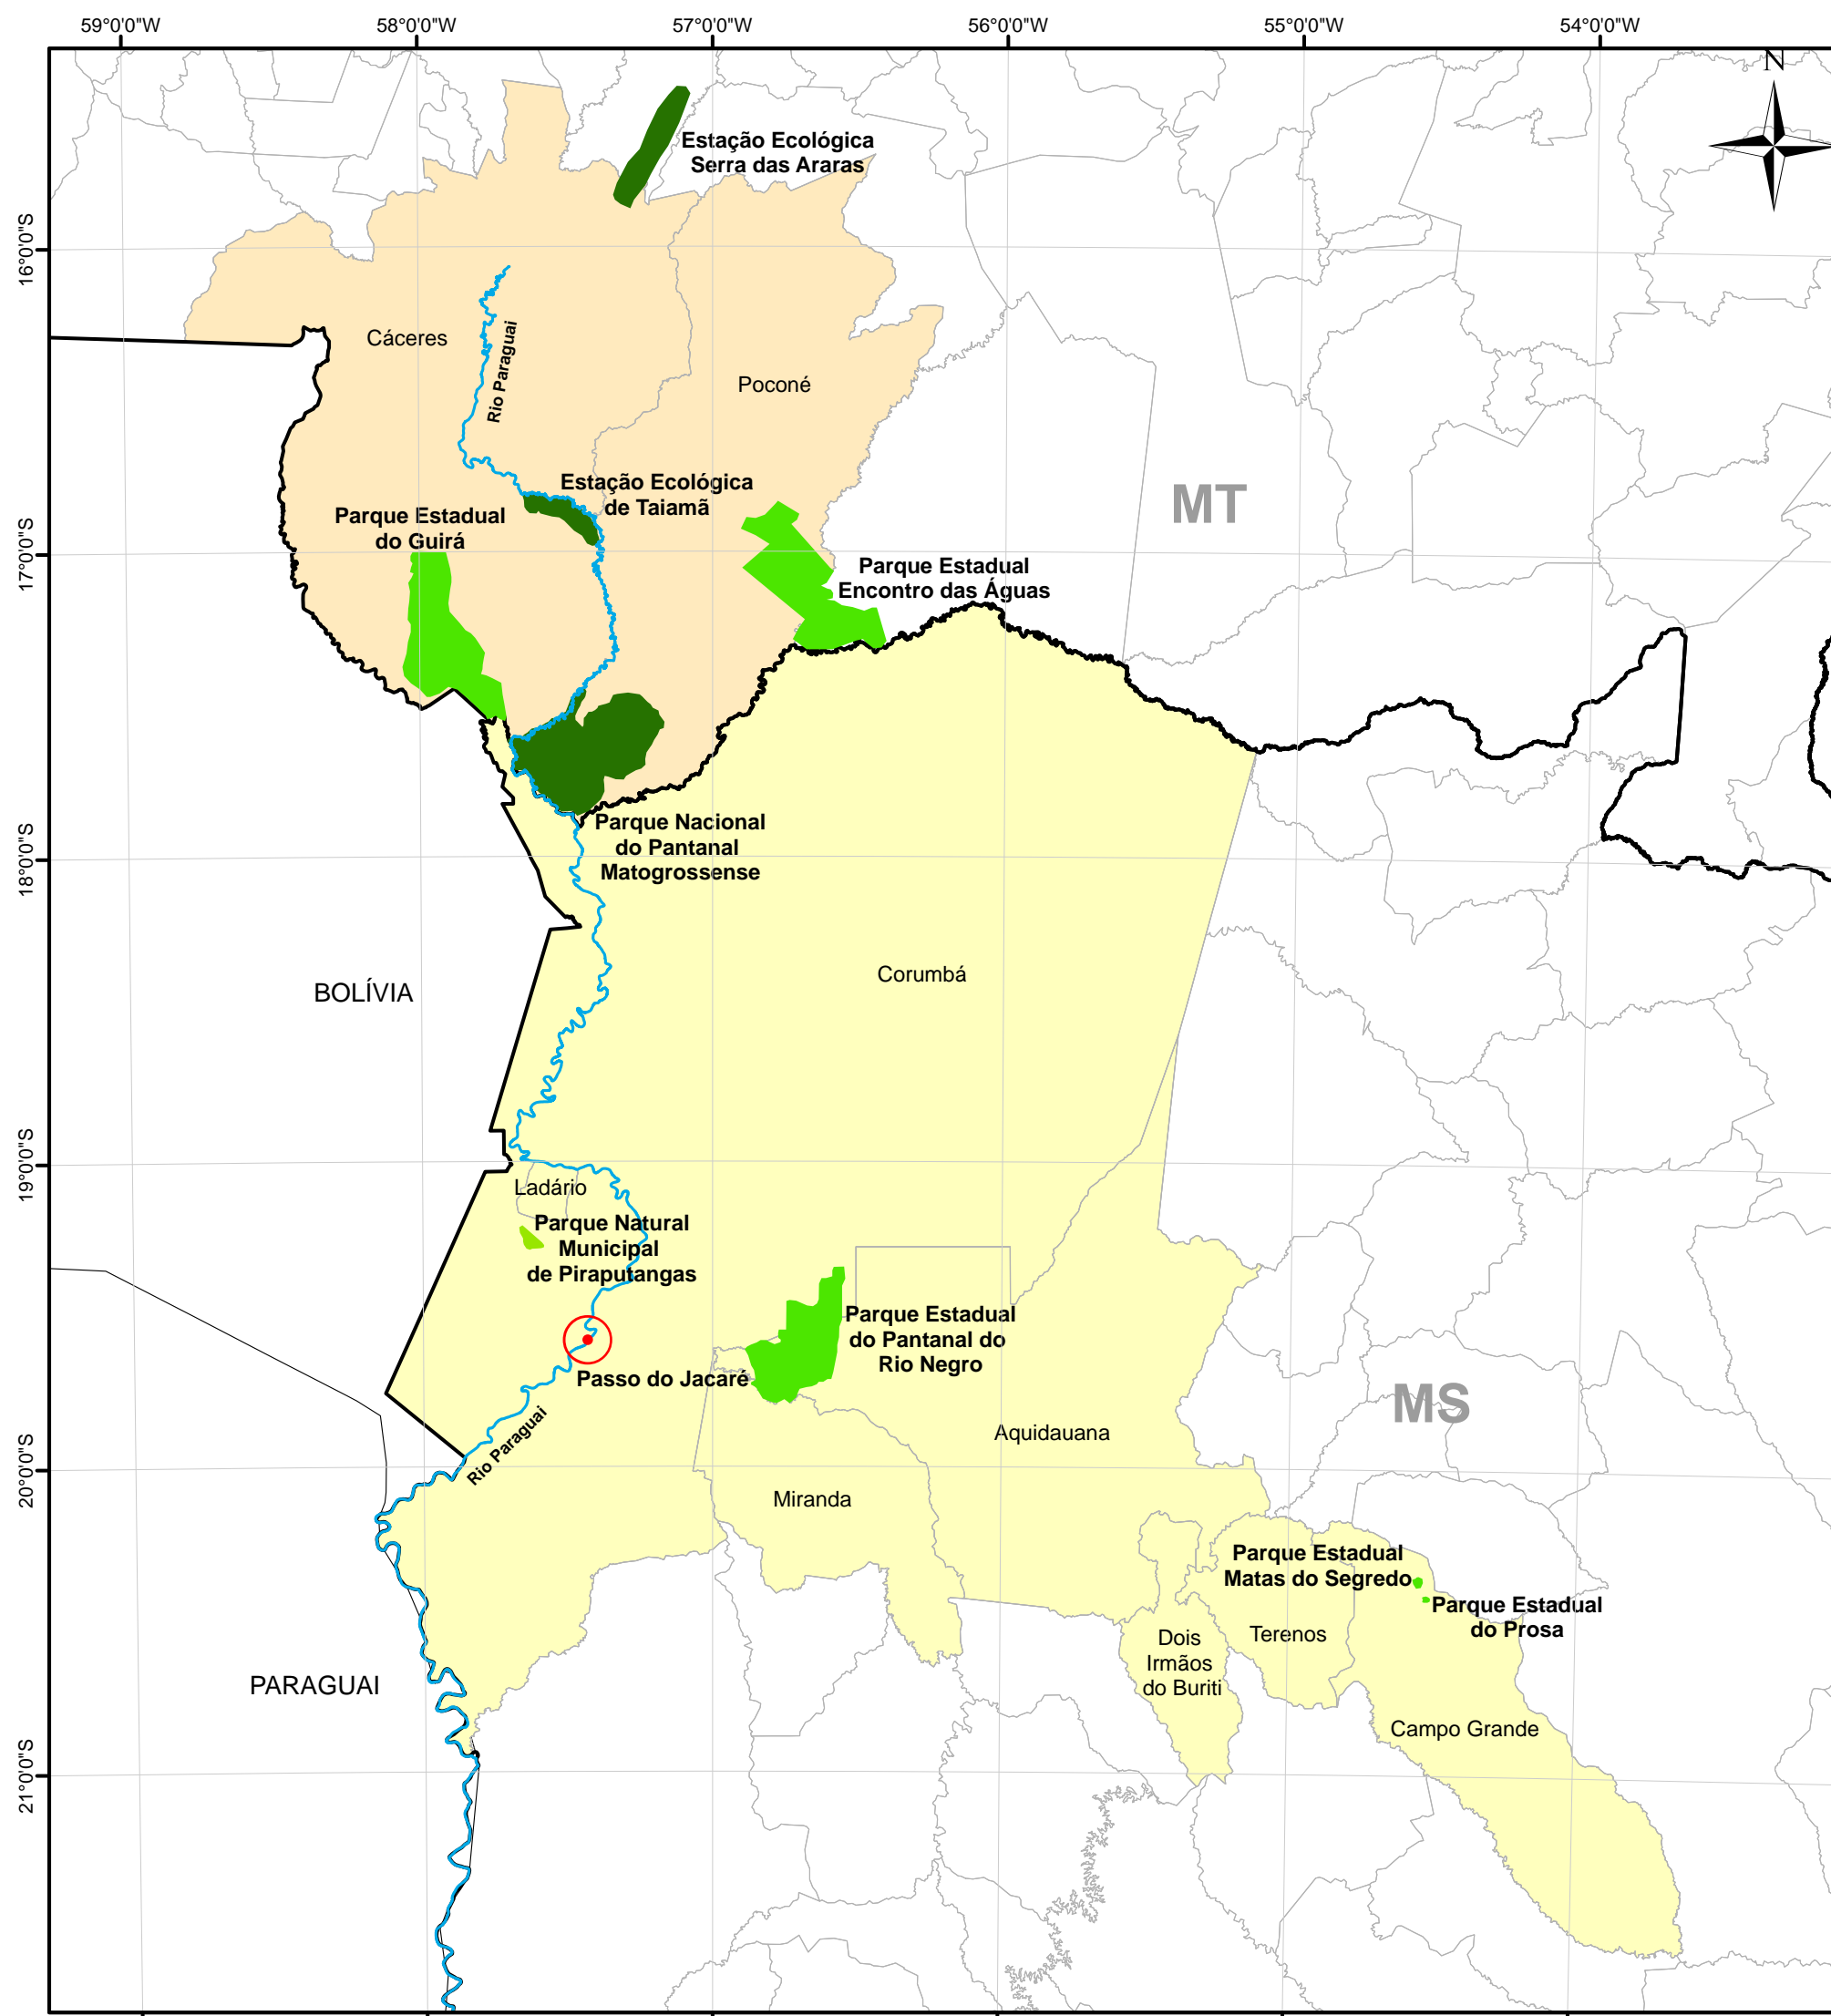 59°0'0"W
58°0'0"W
57°0'0"W
56°0'0"W
55°0'0"W
54°0'0"W
N
Estação Ecológica
Serra das Araras
16°0'0"S
Cáceres
Rio Paraguai
Poconé
Estação Ecológica
de Taiamã
MT
Parque Estadual
do Guirá
17°0'0"S
Parque Estadual
Encontro das Águas
Parque Nacional
do Pantanal
Matogrossense
18°0'0"S
Corumbá
BOLÍVIA
19°0'0"S
Ladário
Parque Natural
Municipal
de Piraputangas
Parque Estadual
do Pantanal do
Rio Negro
Passo do Jacaré
MS
Rio Paraguai
Aquidauana
20°0'0"S
Miranda
Parque Estadual
Matas do Segredo
Parque Estadual
do Prosa
Dois
Irmãos
do Buriti
Terenos
PARAGUAI
Campo Grande
21°0'0"S